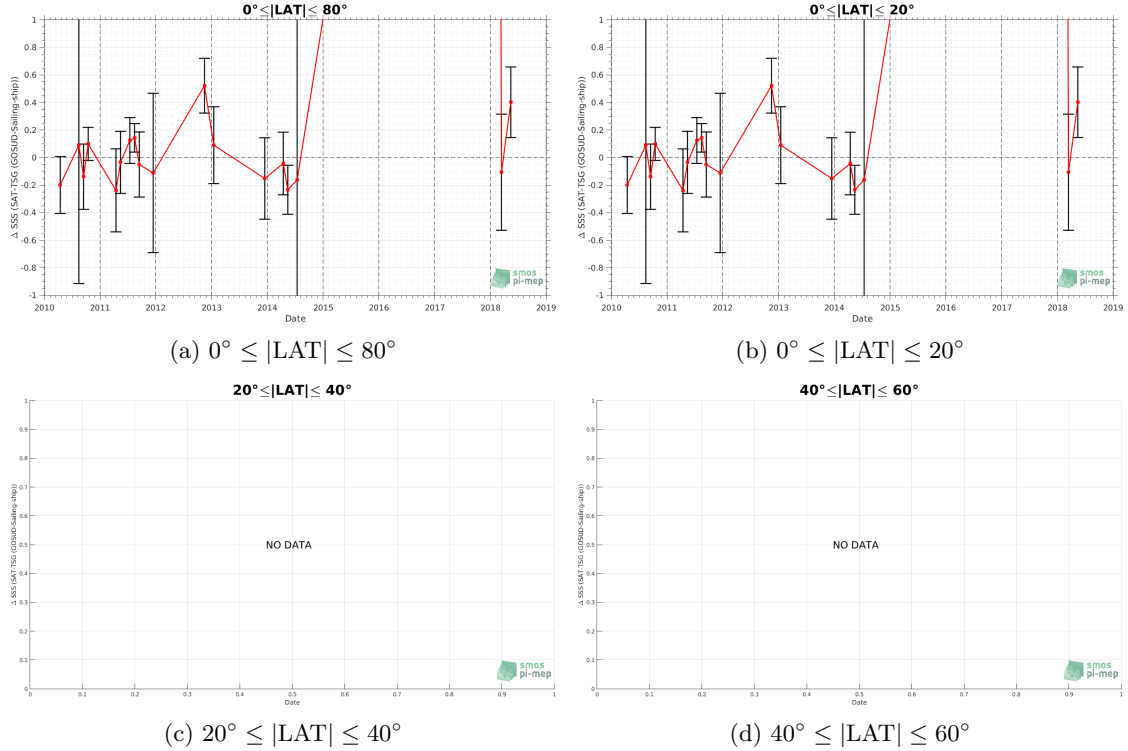 0°≤|LAT|≤ 80°
1
0.8
0.6
0.4
0.2
0
-0.2
-0.4
-0.6
-0.8
-1
Δ SSS (SAT-TSG (GOSUD-Sailing-ship))
2010 2011 2012 2013 2014 2015 2016 2017 2018 2019
Date
smos
pi-mep
(a) 0° ≤ |LAT| ≤ 80°
0°≤|LAT|≤ 20°
1
0.8
0.6
0.4
0.2
0
-0.2
-0.4
-0.6
-0.8
-1
Δ SSS (SAT-TSG (GOSUD-Sailing-ship))
2010 2011 2012 2013 2014 2015 2016 2017 2018 2019
Date
smos
pi-mep
(b) 0° ≤ |LAT| ≤ 20°
20°≤|LAT|≤ 40°
1
0.9
0.8
0.7
0.6
0.5
0.4
0.3
0.2
0.1
0
Δ SSS (SAT-TSG (GOSUD-Sailing-ship))
NO DATA
0 0.1 0.2 0.3 0.4 0.5 0.6 0.7 0.8 0.9 1
Date
smos
pi-mep
(c) 20° ≤ |LAT| ≤ 40°
40°≤|LAT|≤ 60°
1
0.9
0.8
0.7
0.6
0.5
0.4
0.3
0.2
0.1
0
Δ SSS (SAT-TSG (GOSUD-Sailing-ship))
NO DATA
0 0.1 0.2 0.3 0.4 0.5 0.6 0.7 0.8 0.9 1
Date
smos
pi-mep
(d) 40° ≤ |LAT| ≤ 60°